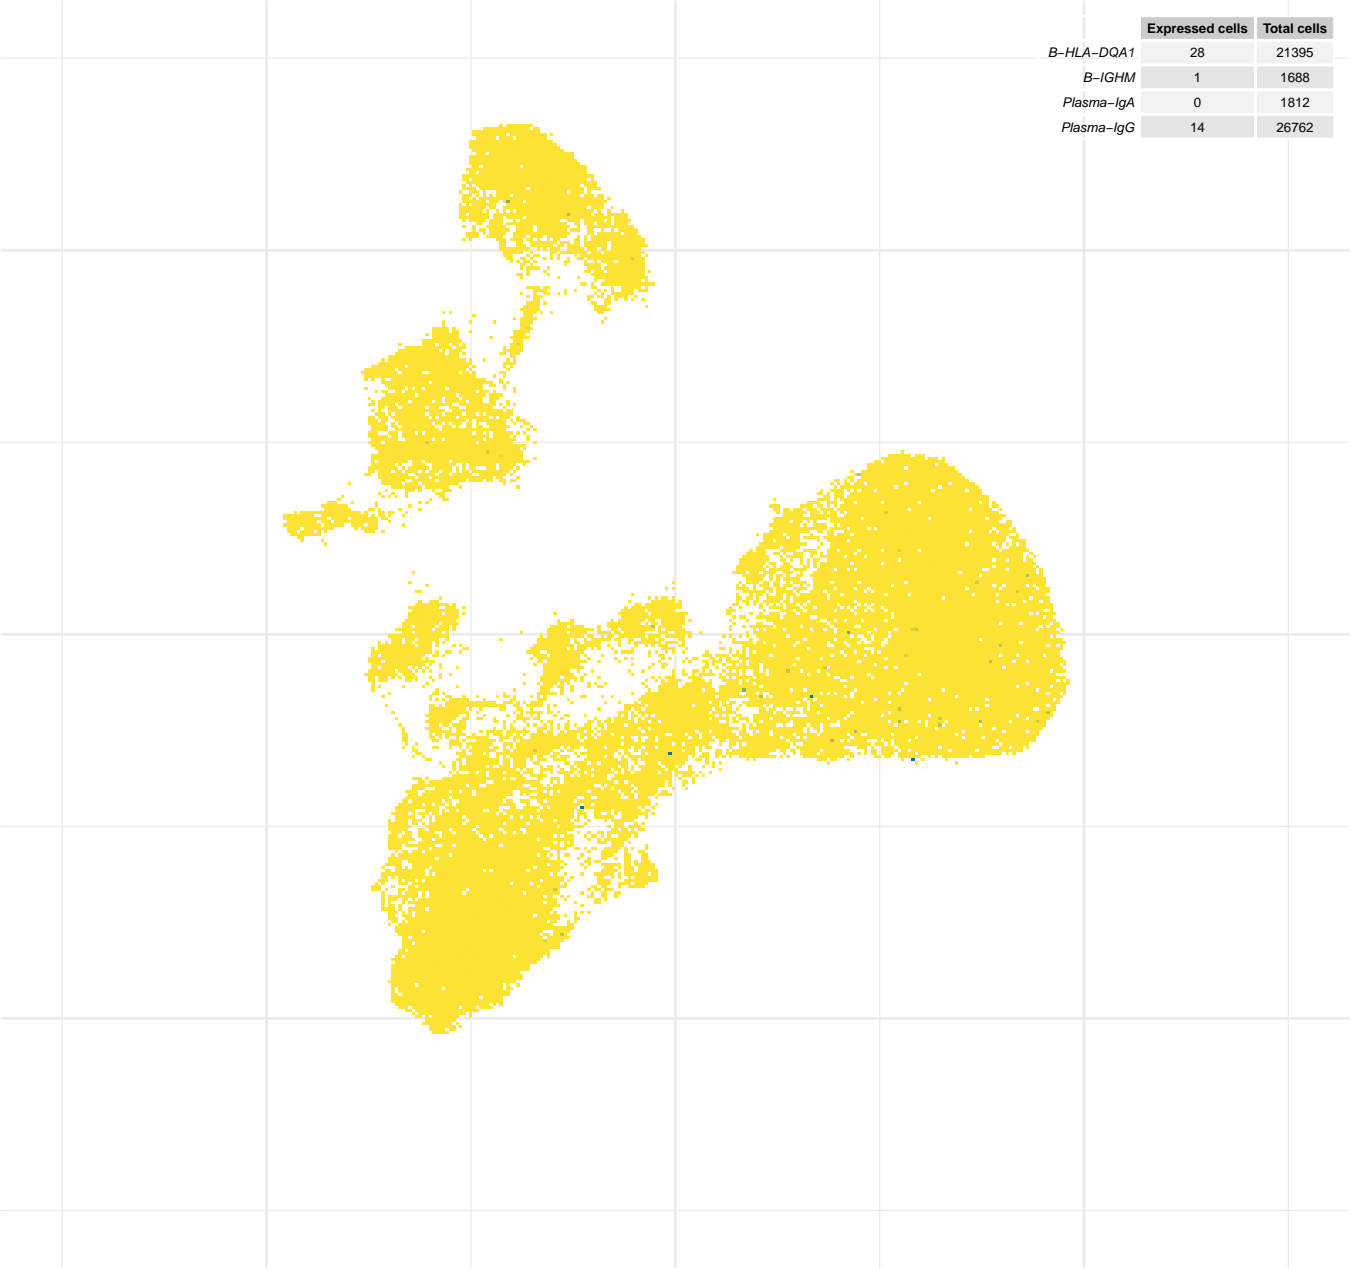 Expressed cells Total cells
B−HLA−DQA1 28 21395
B−IGHM 1 1688
Plasma−IgA 0 1812
Plasma−IgG 14 26762